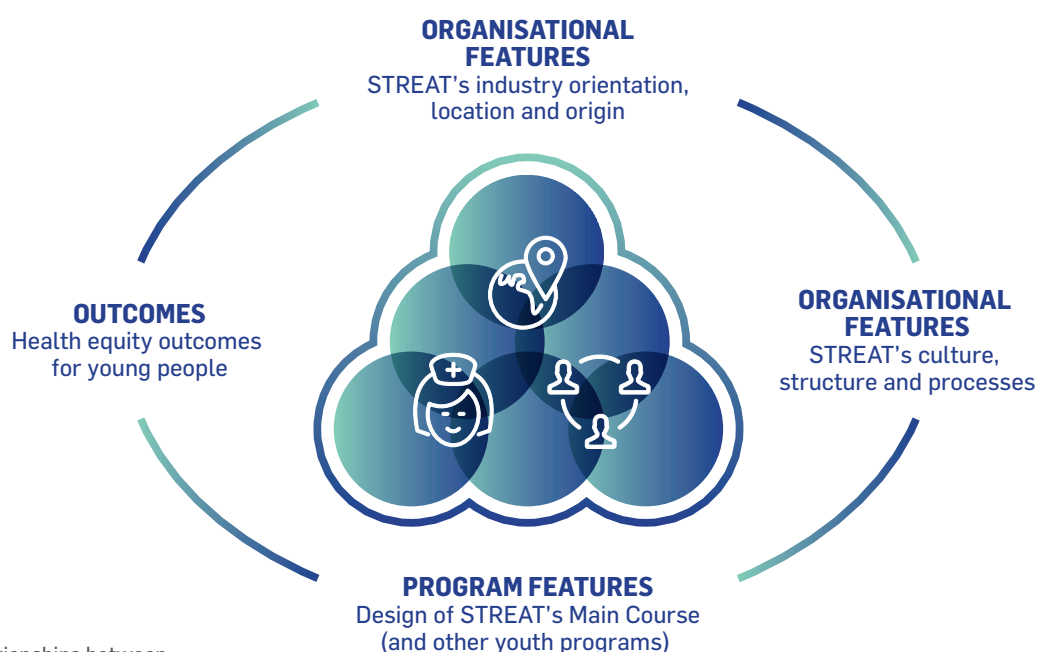 ORGANISATIONAL
FEATURES
STREAT's industry orientation,
location and origin
OUTCOMES
Health equity outcomes
for young people
ORGANISATIONAL
FEATURES
STREAT's culture,
structure and processes
PROGRAM FEATURES
Design of STREAT's Main Course
(and other youth programs)
between